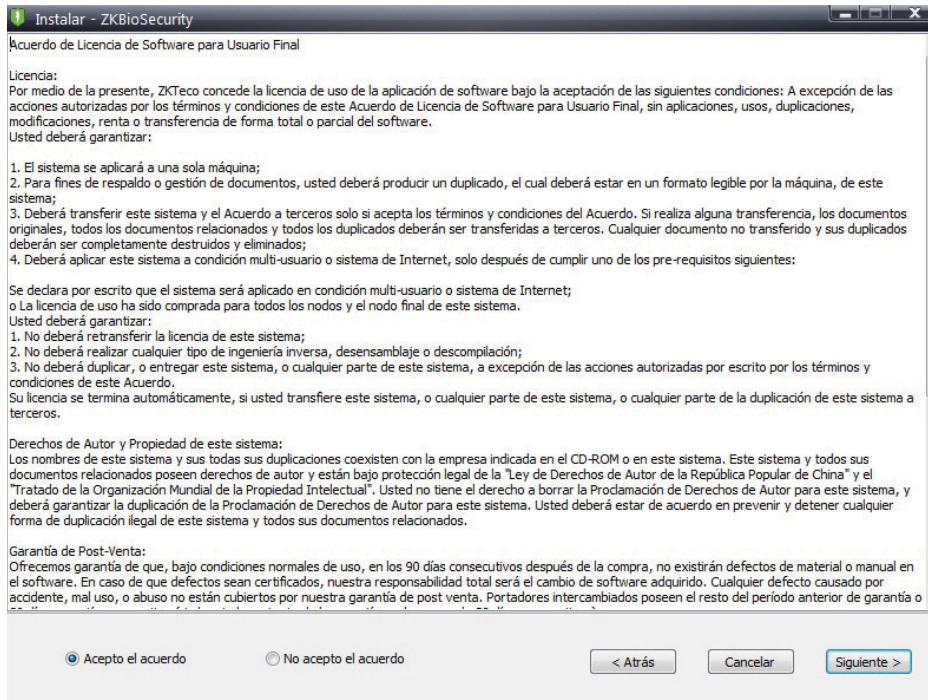 Instalar - ZKBioSecurity
Acuerdo de Licencia de Software para Usuario Final
Licencia:
Por medio de la presente, ZKTeco concede la licencia de uso de la aplicación de software bajo la aceptación de las siguientes condiciones: A excepción de las
acciones autorizadas por los términos y condiciones de este Acuerdo de Licencia de Software para Usuario Final, sin aplicaciones, usos, duplicaciones,
modificaciones, renta o transferencia de forma total o parcial del software.
Usted deberá garantizar:
1. El sistema se aplicará a una sola máquina;
2. Para fines de respaldo o gestión de documentos, usted deberá producir un duplicado, el cual deberá estar en un formato legible por la máquina, de este
sistema;
3. Deberá transferir este sistema y el Acuerdo a terceros solo si acepta los términos y condiciones del Acuerdo. Si realiza alguna transferencia, los documentos
originales, todos los documentos relacionados y todos los duplicados deberán ser transferidas a terceros. Cualquier documento no transferido y sus duplicados
deberán ser completamente destruidos y eliminados;
4. Deberá aplicar este sistema a condición multi-usuario o sistema de Internet, solo después de cumplir uno de los pre-requisitos siguientes:
Se declara por escrito que el sistema será aplicado en condición multi-usuario o sistema de Internet;
o La licencia de uso ha sido comprada para todos los nodos y el nodo final de este sistema.
Usted deberá garantizar:
1. No deberá retransferir la licencia de este sistema;
2. No deberá realizar cualquier tipo de ingeniería inversa, desensamblaje o descompilación;
3. No deberá duplicar, o entregar este sistema, o cualquier parte de este sistema, a excepción de las acciones autorizadas por escrito por los términos y
condiciones de este Acuerdo.
Su licencia se termina automáticamente, si usted transfiere este sistema, o cualquier parte de este sistema, o cualquier parte de la duplicación de este sistema a
terceros.
Derechos de Autor y Propiedad de este sistema:
Los nombres de este sistema y sus todas sus duplicaciones coexisten con la empresa indicada en el CD-ROM o en este sistema. Este sistema y todos sus
documentos relacionados poseen derechos de autor y están bajo protección legal de la "Ley de Derechos de Autor de la República Popular de China" y el
"Tratado de la Organización Mundial de la Propiedad Intelectual". Usted no tiene el derecho a borrar la Proclamación de Derechos de Autor para este sistema, y
deberá garantizar la duplicación de la Proclamación de Derechos de Autor para este sistema. Usted deberá estar de acuerdo en prevenir y detener cualquier
forma de duplicación ilegal de este sistema y todos sus documentos relacionados.
Garantía de Post-Venta:
Ofrecemos garantía de que, bajo condiciones normales de uso, en los 90 días consecutivos después de la compra, no existirán defectos de material o manual en
el software. En caso de que defectos sean certificados, nuestra responsabilidad total será el cambio de software adquirido. Cualquier defecto causado por
accidente, mal uso, o abuso no están cubiertos por nuestra garantía de post venta. Portadores intercambiados poseen el resto del período anterior de garantía o
Acepto el acuerdo
No acepto el acuerdo
< Atrás
Cancelar
Siguiente >